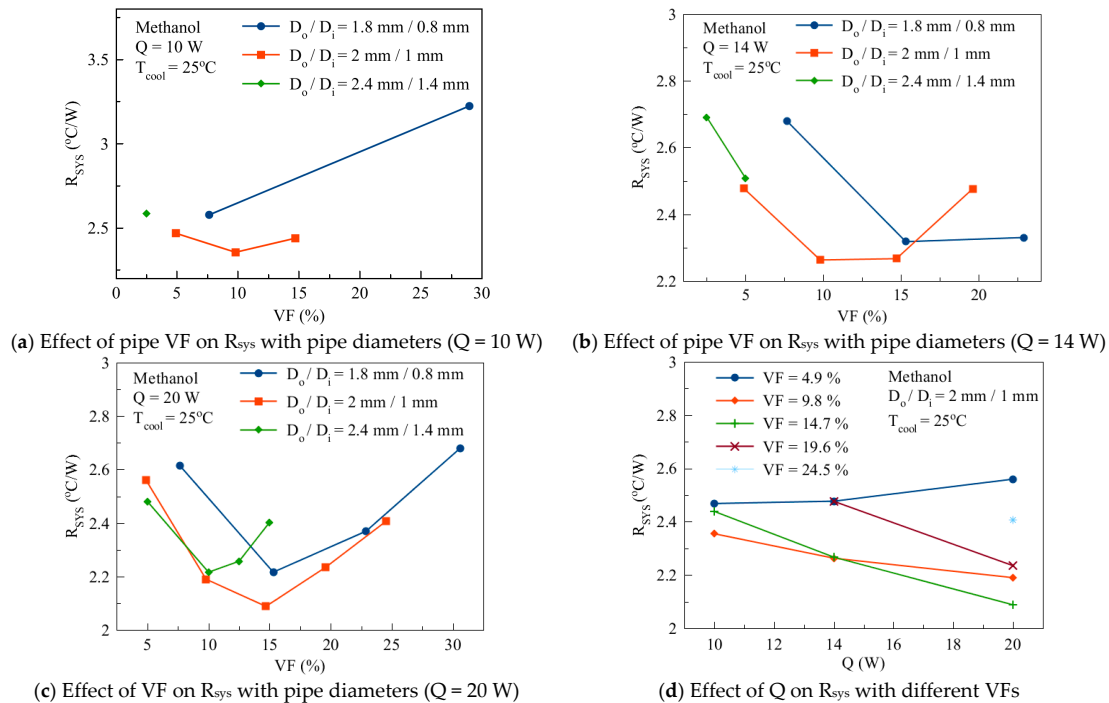 Methanol
Q = 10 W
T_cool = 25°C
D_o / D_i = 1.8 mm / 0.8 mm
D_o / D_i = 2 mm / 1 mm
D_o / D_i = 2.4 mm / 1.4 mm
R_SYS (°C/W)
3.5
3
2.5
0 5 10 15 20 25 30
VF (%)
(a) Effect of pipe VF on Rsys with pipe diameters (Q = 10 W)
Methanol
Q = 14 W
T_cool = 25°C
D_o / D_i = 1.8 mm / 0.8 mm
D_o / D_i = 2 mm / 1 mm
D_o / D_i = 2.4 mm / 1.4 mm
R_SYS (°C/W)
3
2.8
2.6
2.4
2.2
5 10 15 20
VF (%)
(b) Effect of pipe VF on Rsys with pipe diameters (Q = 14 W)
Methanol
Q = 20 W
T_cool = 25°C
D_o / D_i = 1.8 mm / 0.8 mm
D_o / D_i = 2 mm / 1 mm
D_o / D_i = 2.4 mm / 1.4 mm
R_SYS (°C/W)
3
2.8
2.6
2.4
2.2
2
5 10 15 20 25 30
VF (%)
(c) Effect of VF on Rsys with pipe diameters (Q = 20 W)
VF = 4.9 %
VF = 9.8 %
VF = 14.7 %
VF = 19.6 %
VF = 24.5 %
Methanol
D_o / D_i = 2 mm / 1 mm
T_cool = 25°C
R_SYS (°C/W)
3
2.8
2.6
2.4
2.2
2
10 12 14 16 18 20
Q (W)
(d) Effect of Q on Rsys with different VFs